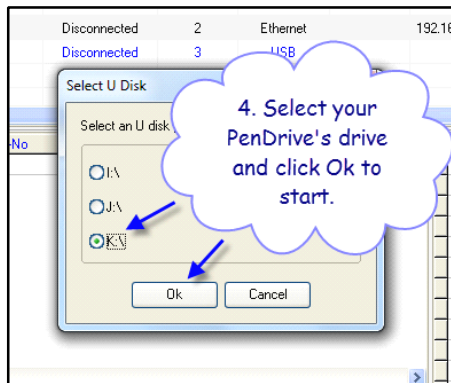 Disconnected 2 Ethernet 192.16
Disconnected 3 USB
Select U Disk
Select an U disk
-No
I:\
J:\
K:\
4. Select your
PenDrive's drive
and click Ok to
start.
Ok Cancel